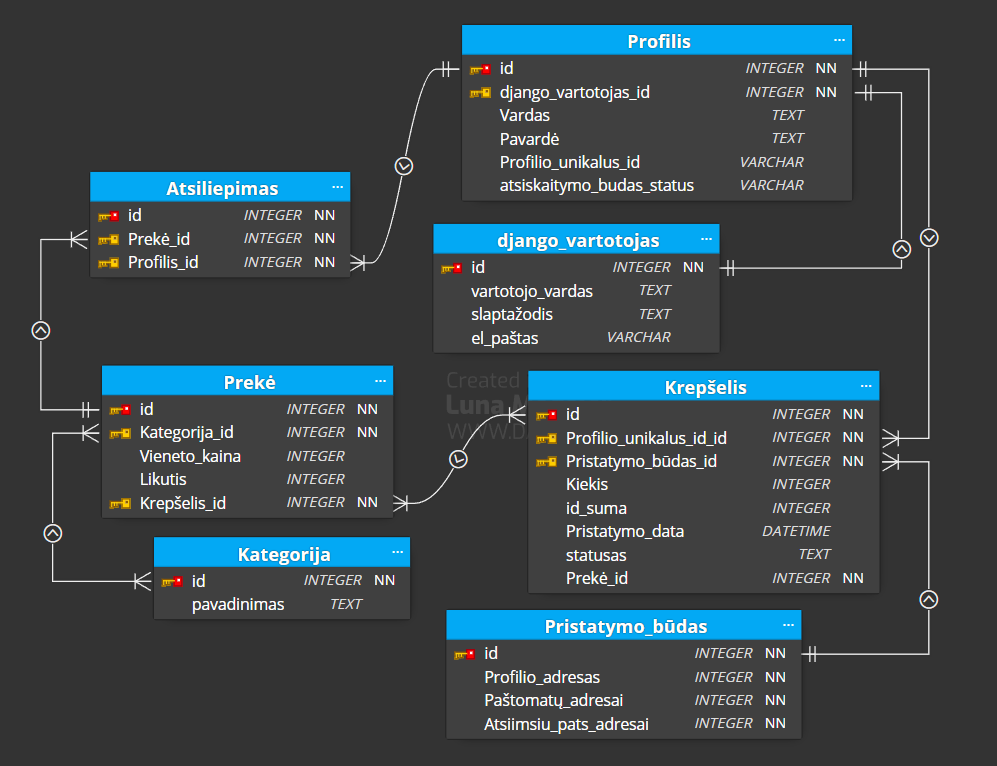 Profilis ...
id INTEGER NN
django_vartotojas_id INTEGER NN
Vardas TEXT
Pavardė TEXT
Profilio_unikalus_id VARCHAR
atsiskaitymo_budas_status VARCHAR
Atsiliepimas ...
id INTEGER NN
Prekė_id INTEGER NN
Profilis_id INTEGER NN
django_vartotojas ...
id INTEGER NN
vartotojo_vardas TEXT
slaptažodis TEXT
el_paštas VARCHAR
Prekė ...
id INTEGER NN
Kategorija_id INTEGER NN
Vieneto_kaina INTEGER
Likutis INTEGER
Krepšelis_id INTEGER NN
Created
Luna
WWW.D
Krepšelis ...
id INTEGER NN
Profilio_unikalus_id_id INTEGER NN
Pristatymo_būdas_id INTEGER NN
Kiekis INTEGER
id_suma INTEGER
Pristatymo_data DATETIME
statusas TEXT
Prekė_id INTEGER NN
Kategorija ...
id INTEGER NN
pavadinimas TEXT
Pristatymo_būdas ...
id INTEGER NN
Profilio_adresas INTEGER NN
Paštomatų_adresai INTEGER NN
Atsiimsiu_pats_adresai INTEGER NN